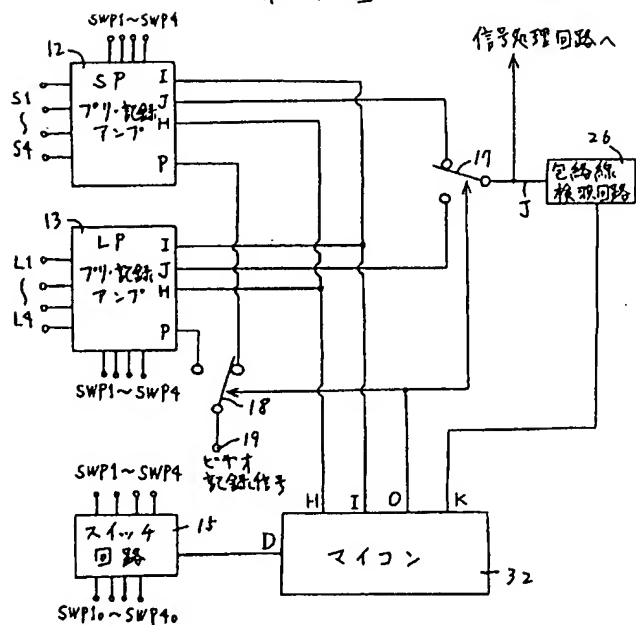 SWP1~SWP4
信号処理回路へ
12
SP
プリ・記録
アンプ
I
J
H
P
S1
~
S4
17
26
包絡線
検波回路
J
13
LP
プリ・記録
アンプ
I
J
H
P
L1
~
L4
SWP1~SWP4
18
19
ビデオ
記録信号
SWP1~SWP4
スイッチ
回路
15
D
H
I
O
K
マイコン
32
SWP1o~SWP4o